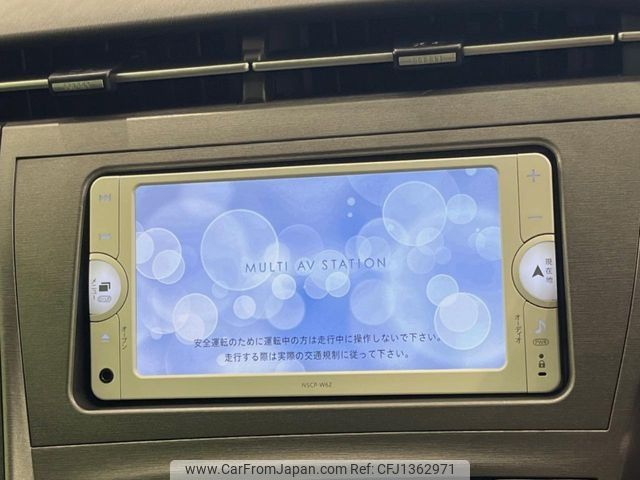 MULTI AV STATION
安全運転のために運転中の方は走行中に操作しないで下さい。
走行する際は実際の交通規制に従って下さい。
メニュー
オープン
現在地
オーディオ
PWR
NSCP-W62
www.CarFromJapan.com - CFJ1362971